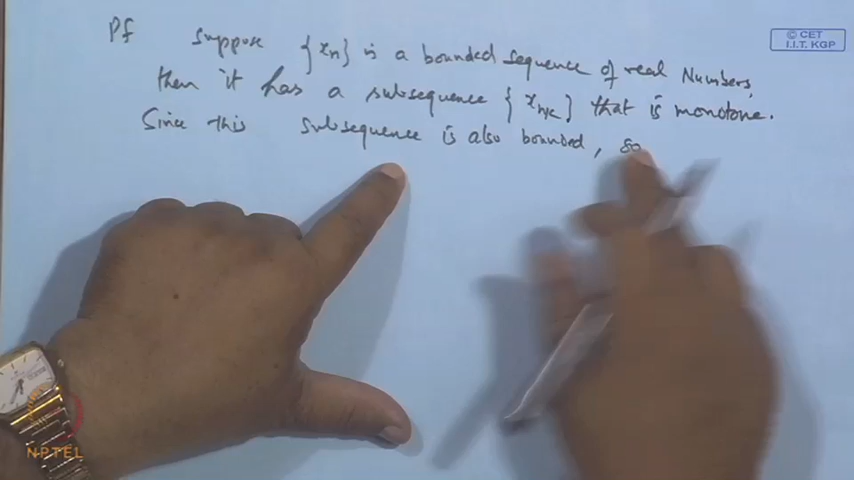 Pf Suppose {xn} is a bounded sequence of real Numbers,
then it has a subsequence {xnk} that is monotone.
Since this subsequence is also bounded, so
© CET
I.I.T. KGP
NPTEL